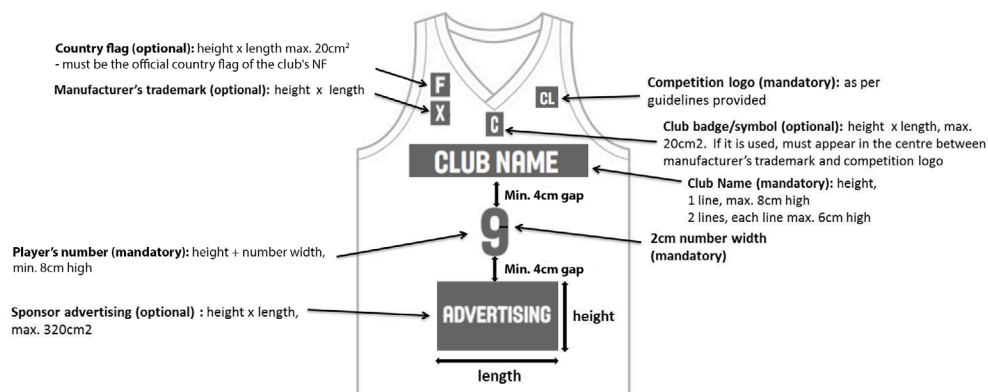 Country flag (optional): height x length max. 20cm²
- must be the official country flag of the club's NF
Manufacturer's trademark (optional): height x length
F
X
CL
C
Competition logo (mandatory): as per
guidelines provided
Club badge/symbol (optional): height x length, max.
20cm2. If it is used, must appear in the centre between
manufacturer's trademark and competition logo
CLUB NAME
Club Name (mandatory): height,
1 line, max. 8cm high
2 lines, each line max. 6cm high
Min. 4cm gap
9
2cm number width
(mandatory)
Player's number (mandatory): height + number width,
min. 8cm high
Min. 4cm gap
Sponsor advertising (optional) : height x length,
max. 320cm2
ADVERTISING
height
length